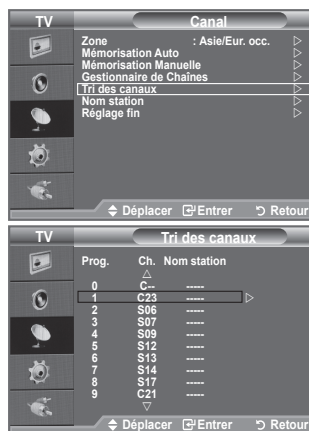 TV Canal
Zone : Asie/Eur. occ.
Mémorisation Auto
Mémorisation Manuelle
Gestionnaire de Chaînes
Tri des canaux
Nom station
Réglage fin
Déplacer Entrer Retour
TV Tri des canaux
Prog. Ch. Nom station
0 C-- -----
1 C23 -----
2 S06 -----
3 S07 -----
4 S09 -----
5 S12 -----
6 S13 -----
7 S14 -----
8 S17 -----
9 C21 -----
Déplacer Entrer Retour